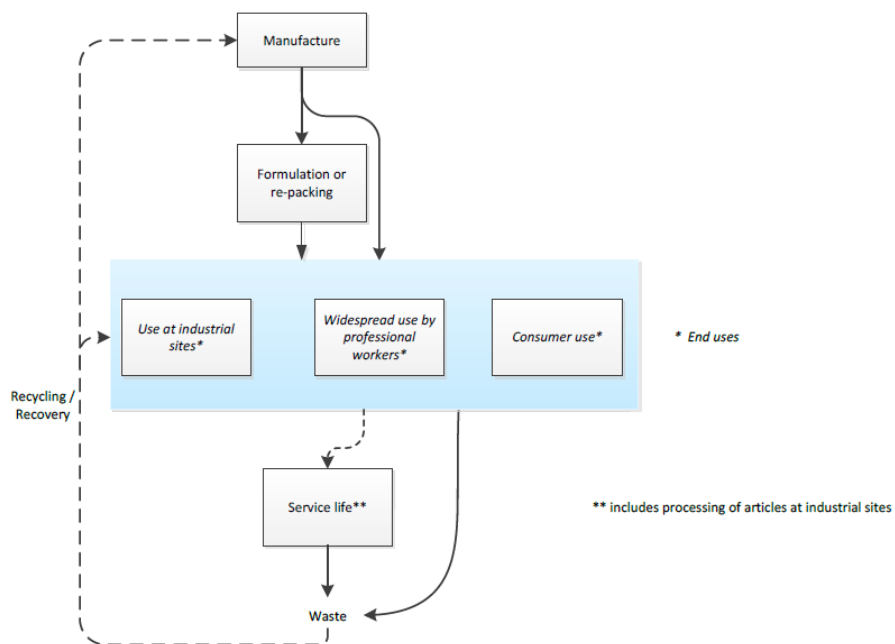 Manufacture
Formulation or
re-packing
Use at industrial
sites*
Widespread use by
professional
workers*
Consumer use*
* End uses
Recycling /
Recovery
Service life**
** includes processing of articles at industrial sites
Waste